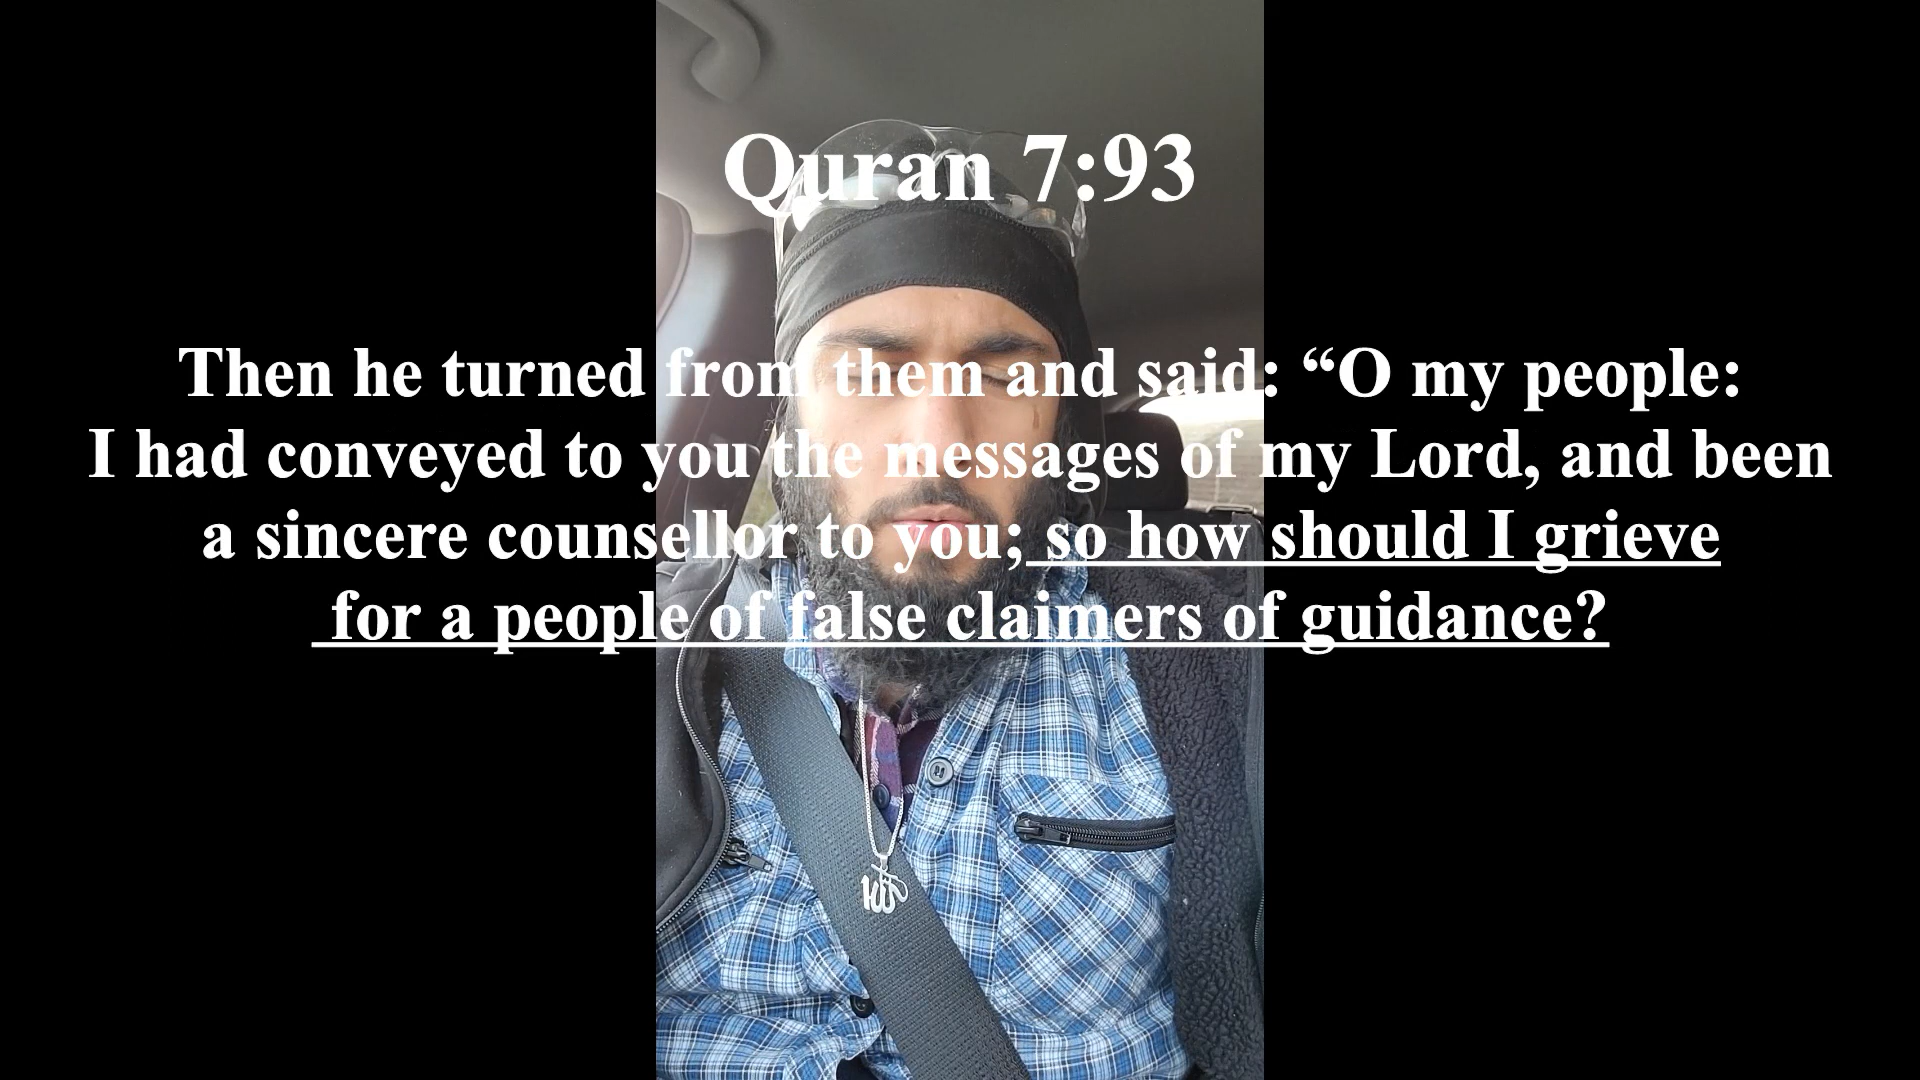 Quran 7:93
Then he turned from them and said: “O my people:
I had conveyed to you the messages of my Lord, and been
a sincere counsellor to you; so how should I grieve
for a people of false claimers of guidance?
الله